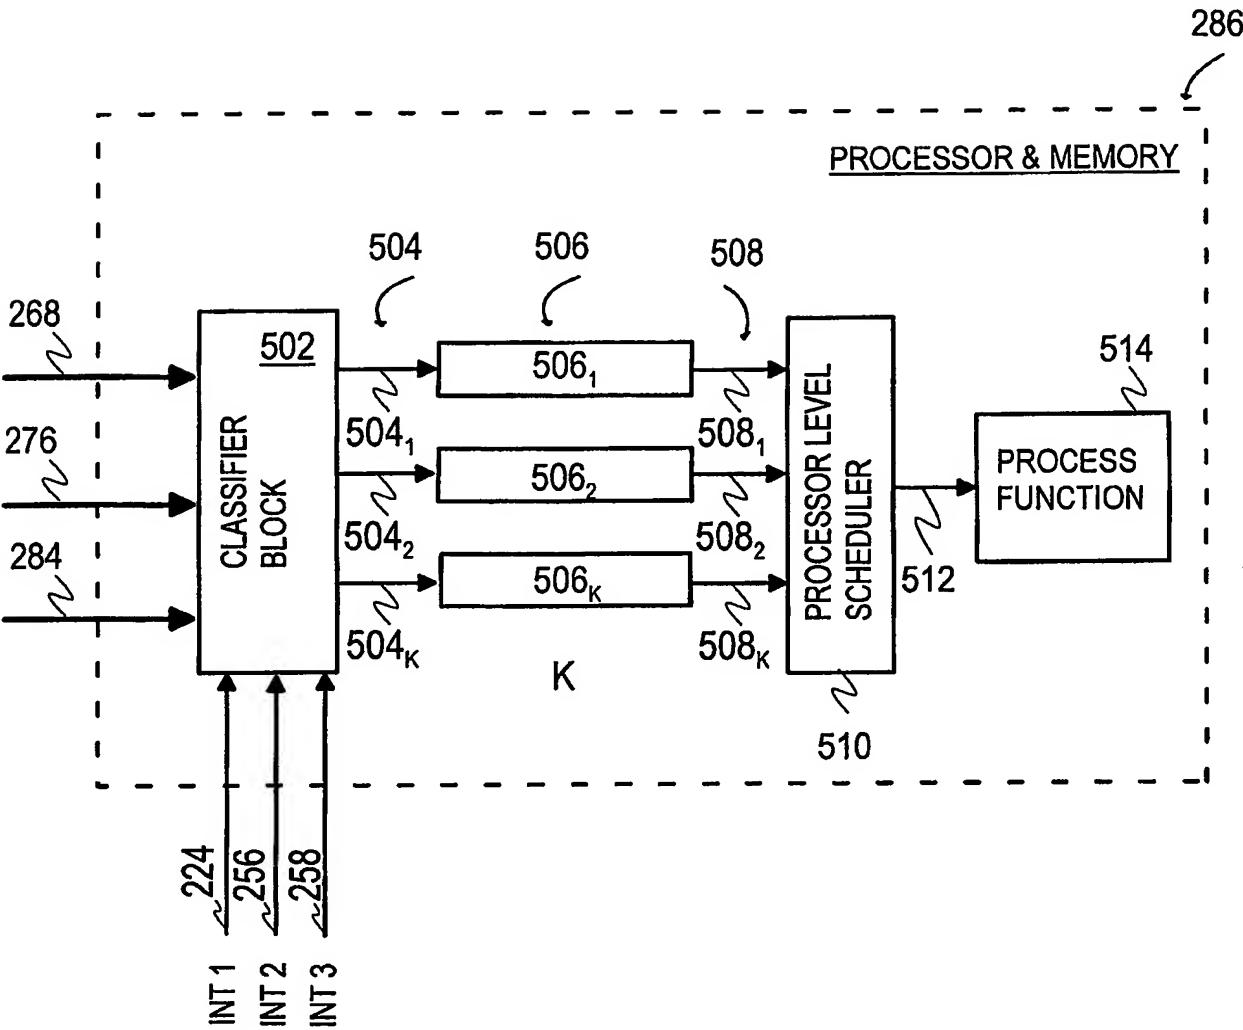 286
PROCESSOR & MEMORY
504
506
508
268
502
506₁
514
504₁
508₁
276
CLASSIFIER
BLOCK
506₂
PROCESSOR LEVEL
SCHEDULER
PROCESS
FUNCTION
504₂
508₂
284
506K
512
504K
508K
K
510
224
256
258
INT 1
INT 2
INT 3